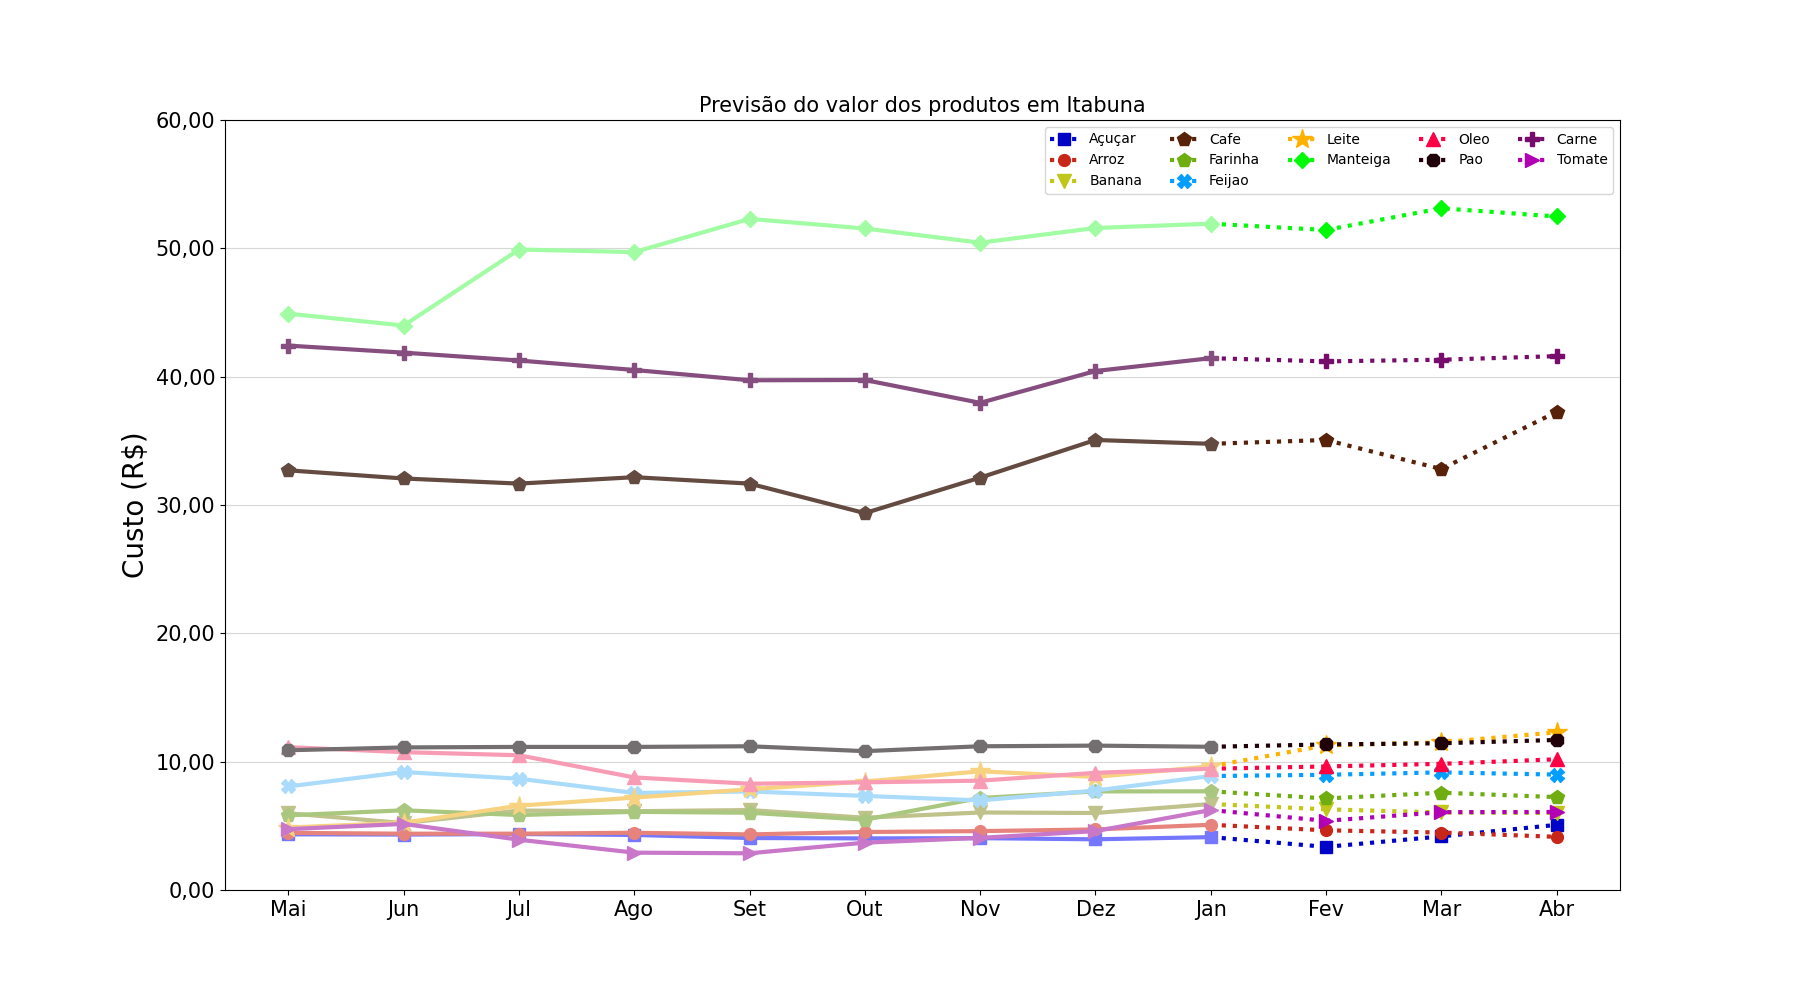 Previsão do valor dos produtos em Itabuna
60,00
50,00
40,00
30,00
20,00
10,00
0,00
Custo (R$)
Açuçar Cafe Leite Oleo Carne
Arroz Farinha Manteiga Pao Tomate
Banana Feijao
Mai Jun Jul Ago Set Out Nov Dez Jan Fev Mar Abr